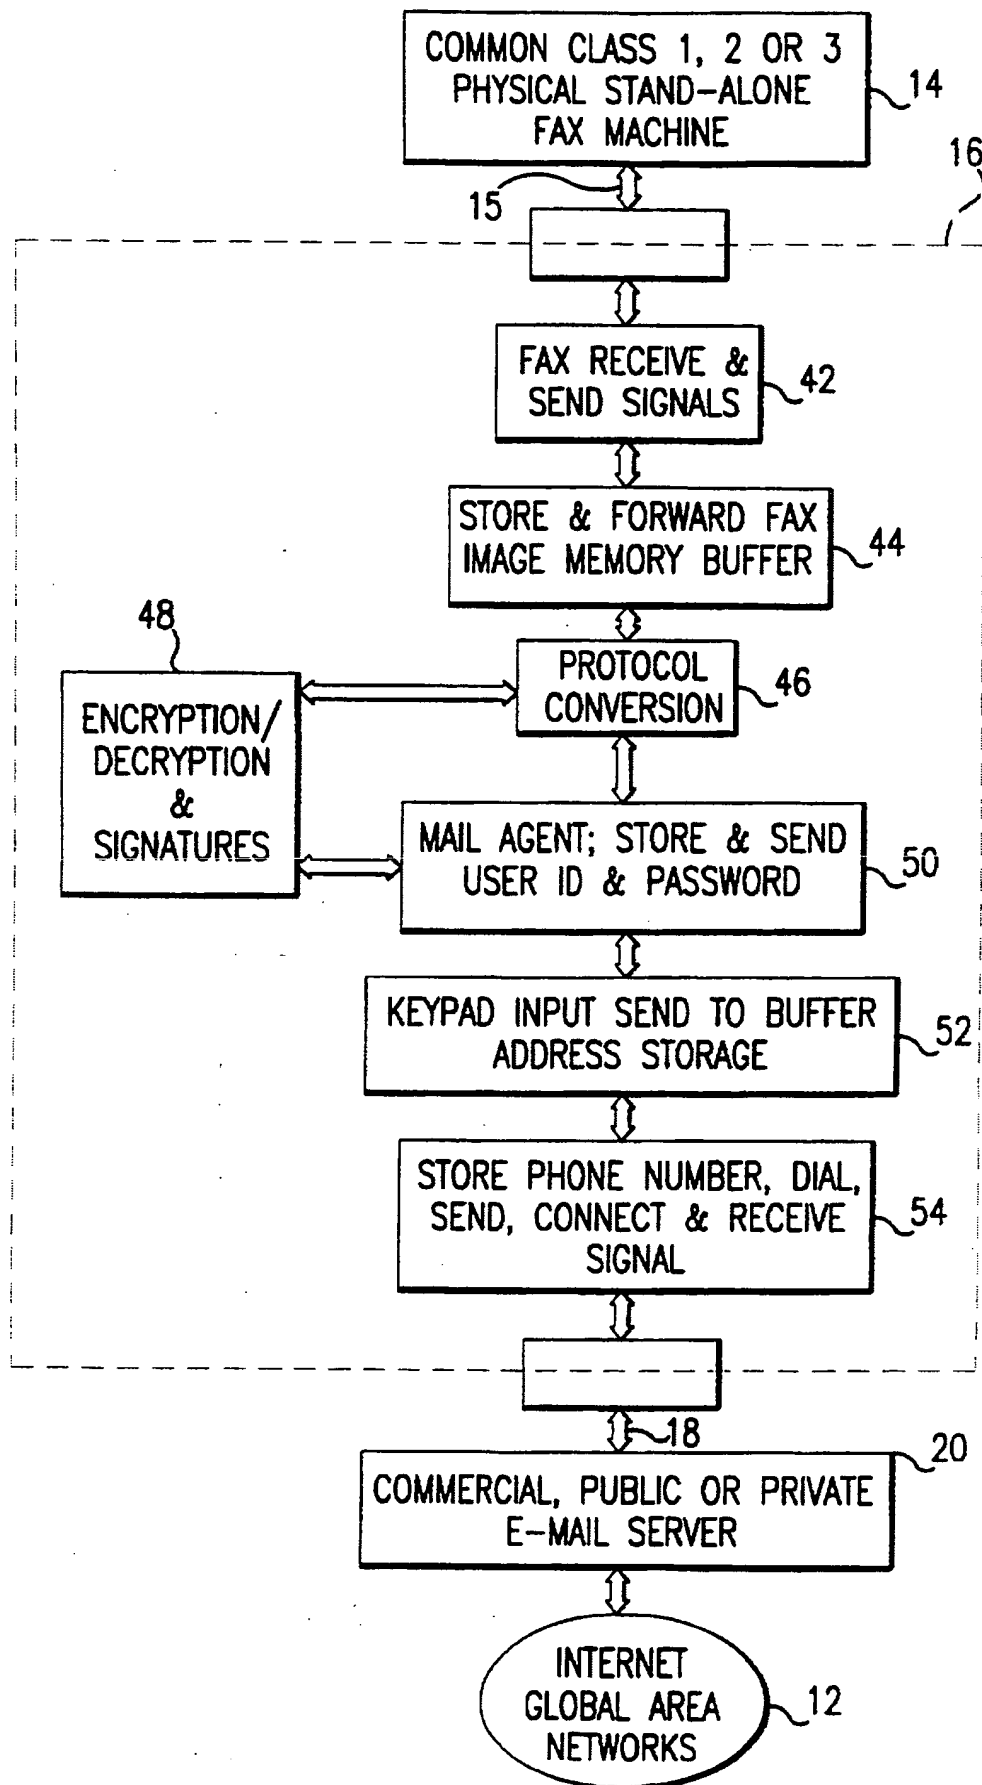 COMMON CLASS 1, 2 OR 3
PHYSICAL STAND-ALONE
FAX MACHINE
14
15
16
FAX RECEIVE &
SEND SIGNALS
42
STORE & FORWARD FAX
IMAGE MEMORY BUFFER
44
48
PROTOCOL
CONVERSION
46
ENCRYPTION/
DECRYPTION
&
SIGNATURES
MAIL AGENT; STORE & SEND
USER ID & PASSWORD
50
KEYPAD INPUT SEND TO BUFFER
ADDRESS STORAGE
52
STORE PHONE NUMBER, DIAL,
SEND, CONNECT & RECEIVE
SIGNAL
54
18
20
COMMERCIAL, PUBLIC OR PRIVATE
E-MAIL SERVER
INTERNET
GLOBAL AREA
NETWORKS
12